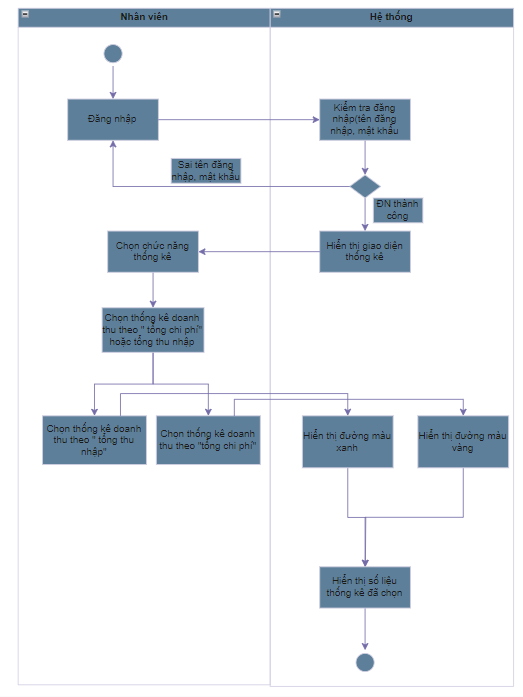 Nhân viên
Hệ thống
Đăng nhập
Kiểm tra đăng
nhập(tên đăng
nhập, mật khẩu
Sai tên đăng
nhập, mật khẩu
ĐN thành
công
Chọn chức năng
thống kê
Hiển thị giao diện
thống kê
Chọn thống kê doanh
thu theo " tổng chi phí"
hoặc tổng thu nhập
Chọn thống kê doanh
thu theo " tổng thu
nhập"
Chọn thống kê doanh
thu theo "tổng chi phí"
Hiển thị đường màu
xanh
Hiển thị đường màu
vàng
Hiển thị số liệu
thống kê đã chọn